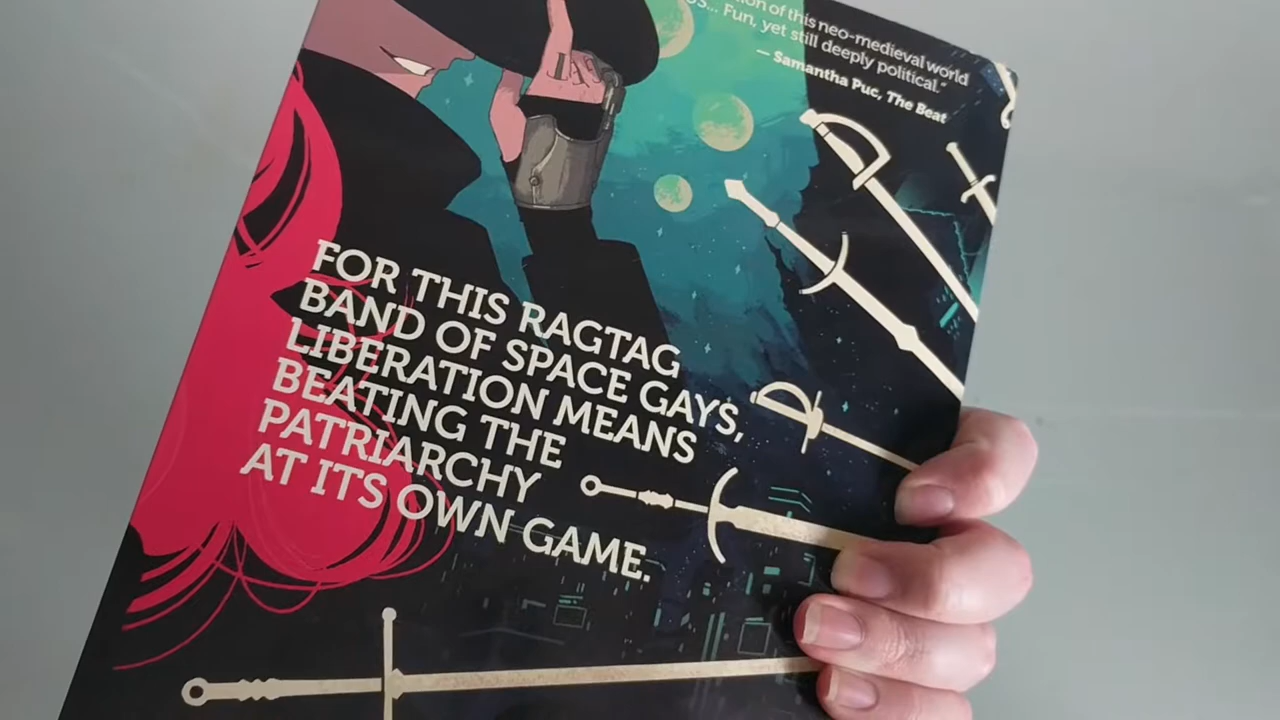 of this neo-medieval world
Fun, yet still deeply political."
— Samantha Puc, The Beat
FOR THIS RAGTAG
BAND OF SPACE GAYS,
LIBERATION MEANS
BEATING THE
PATRIARCHY
AT ITS OWN GAME.